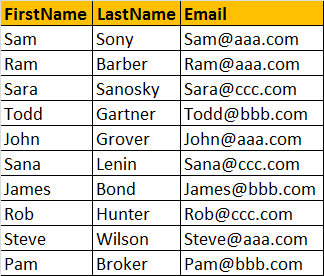 FirstName LastName Email
Sam Sony Sam@aaa.com
Ram Barber Ram@aaa.com
Sara Sanosky Sara@ccc.com
Todd Gartner Todd@bbb.com
John Grover John@aaa.com
Sana Lenin Sana@ccc.com
James Bond James@bbb.com
Rob Hunter Rob@ccc.com
Steve Wilson Steve@aaa.com
Pam Broker Pam@bbb.com